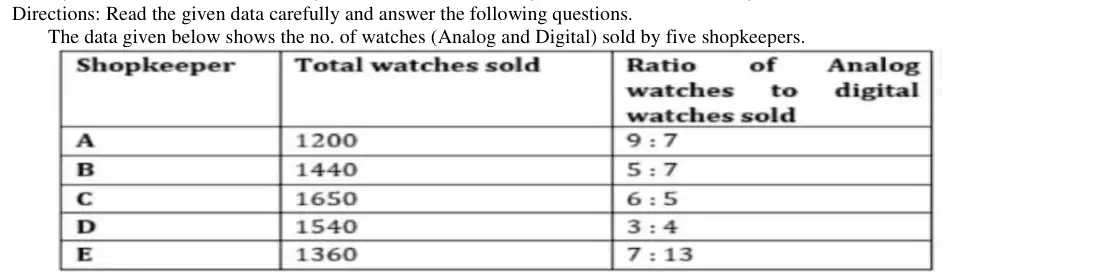 Directions: Read the given data carefully and answer the following questions.
The data given below shows the no. of watches (Analog and Digital) sold by five shopkeepers.
Shopkeeper Total watches sold Ratio of Analog
watches to digital
watches sold
A 1200 9 : 7
B 1440 5 : 7
C 1650 6 : 5
D 1540 3 : 4
E 1360 7 : 13